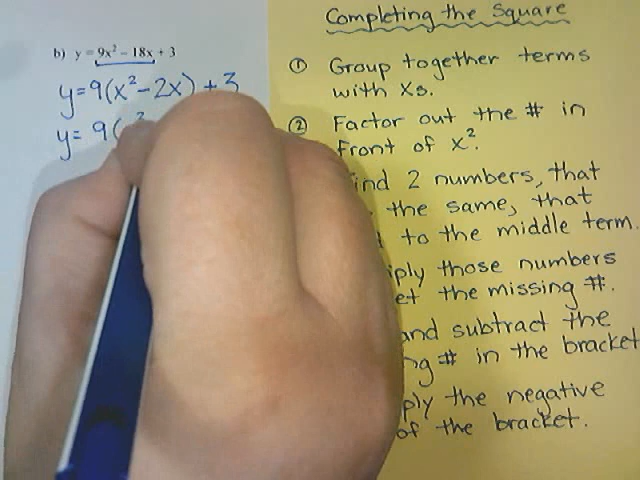 b) y = 9x² − 18x + 3
y=9(x²−2x) + 3
y= 9(
Completing the Square
① Group together terms
with Xs.
② Factor out the # in
front of x².
ind 2 numbers, that
the same, that
to the middle term.
iply those numbers
et the missing #.
and subtract the
ng # in the bracket
ply the negative
of the bracket.